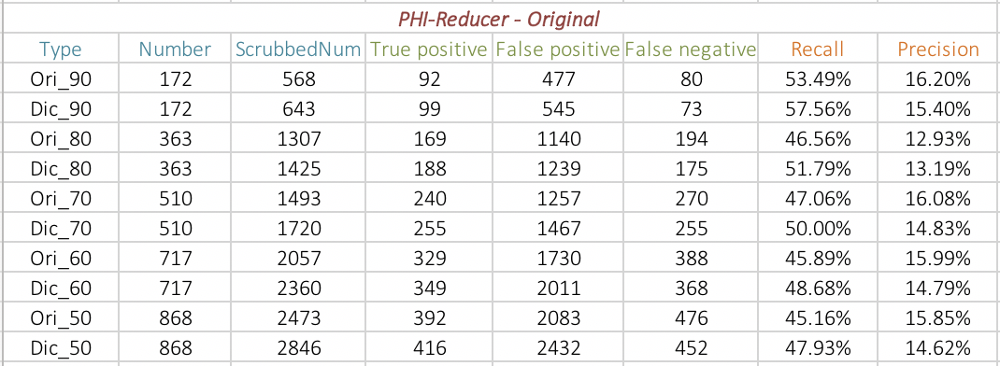 PHI-Reducer - Original
Type Number ScrubbedNum True positive False positive False negative Recall Precision
Ori_90 172 568 92 477 80 53.49% 16.20%
Dic_90 172 643 99 545 73 57.56% 15.40%
Ori_80 363 1307 169 1140 194 46.56% 12.93%
Dic_80 363 1425 188 1239 175 51.79% 13.19%
Ori_70 510 1493 240 1257 270 47.06% 16.08%
Dic_70 510 1720 255 1467 255 50.00% 14.83%
Ori_60 717 2057 329 1730 388 45.89% 15.99%
Dic_60 717 2360 349 2011 368 48.68% 14.79%
Ori_50 868 2473 392 2083 476 45.16% 15.85%
Dic_50 868 2846 416 2432 452 47.93% 14.62%